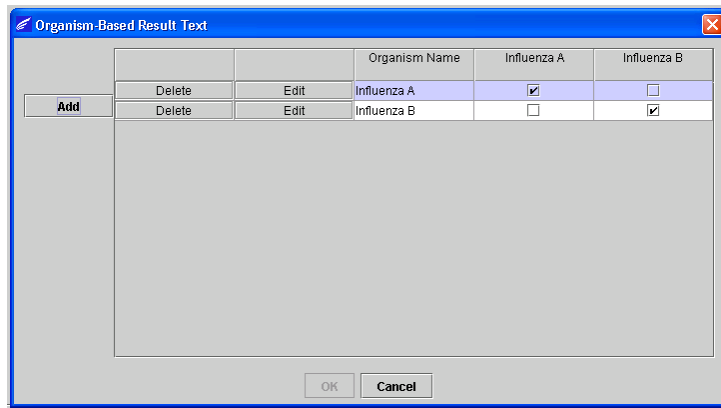 Organism-Based Result Text
Organism Name Influenza A Influenza B
Add
Delete Edit Influenza A
Delete Edit Influenza B
OK Cancel